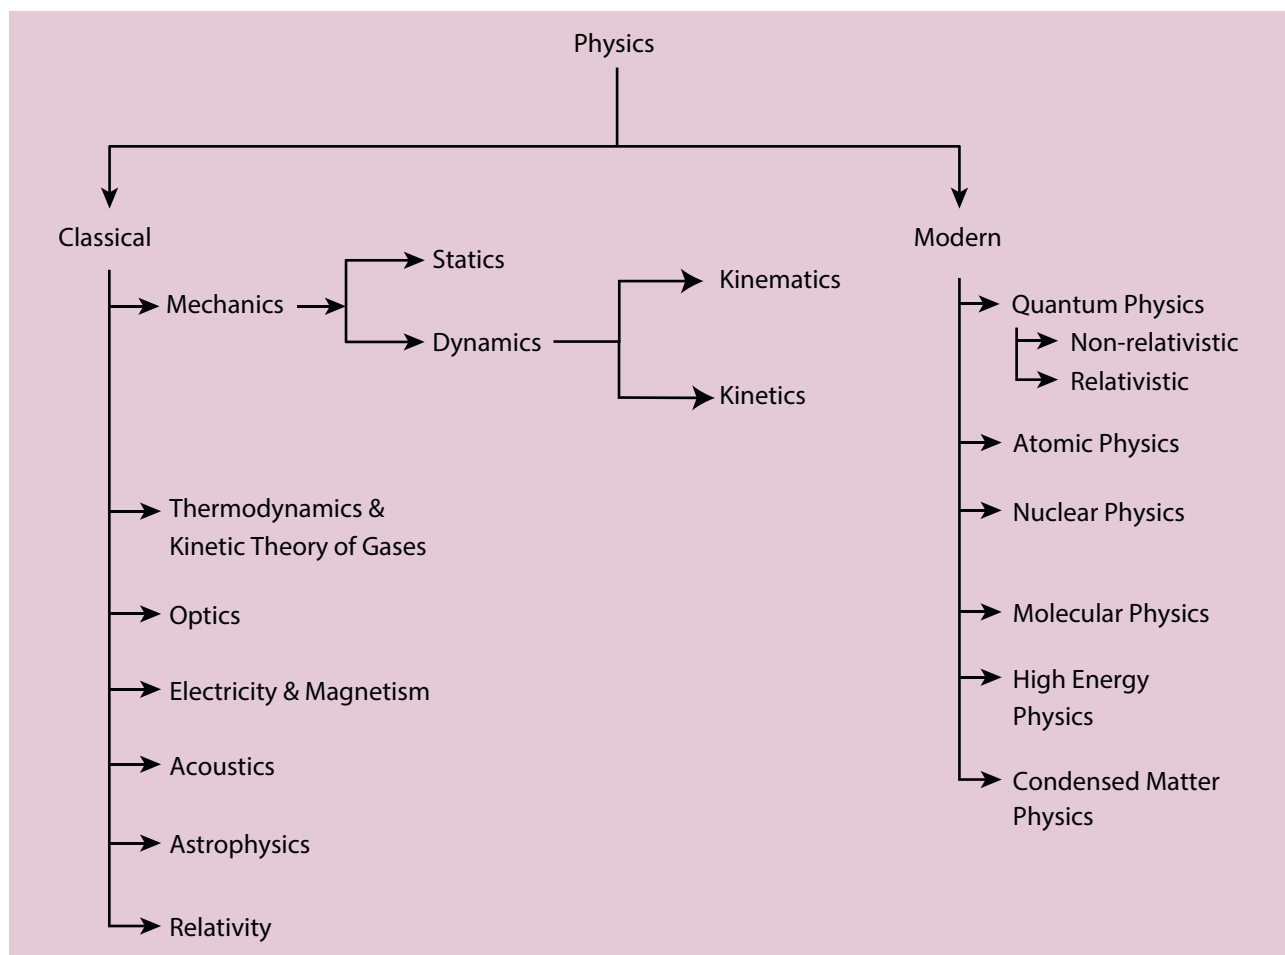 Physics
Classical
Mechanics
Statics
Dynamics
Kinematics
Kinetics
Thermodynamics &
Kinetic Theory of Gases
Optics
Electricity & Magnetism
Acoustics
Astrophysics
Relativity
Modern
Quantum Physics
Non-relativistic
Relativistic
Atomic Physics
Nuclear Physics
Molecular Physics
High Energy
Physics
Condensed Matter
Physics